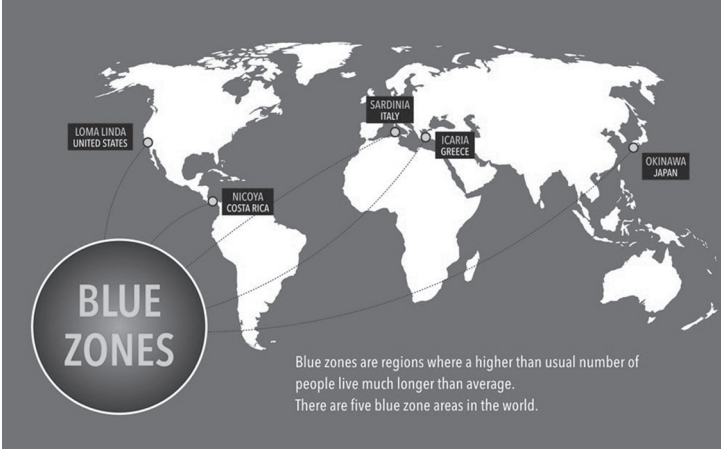 SARDINIA
ITALY
LOMA LINDA
UNITED STATES
ICARIA
GREECE
OKINAWA
JAPAN
NICOYA
COSTA RICA
BLUE
ZONES
Blue zones are regions where a higher than usual number of
people live much longer than average.
There are five blue zone areas in the world.